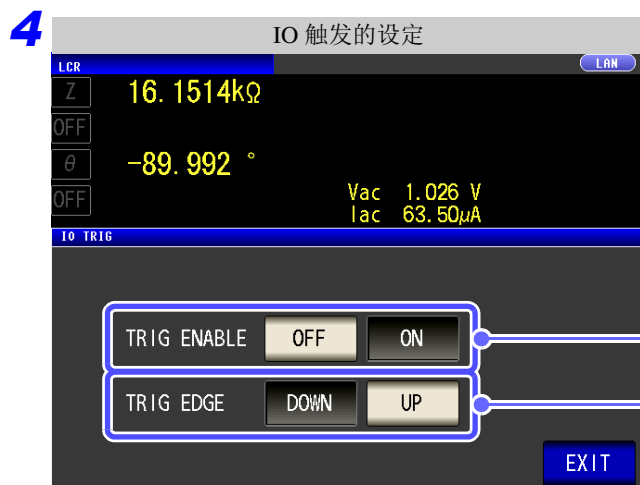 4
IO 触发的设定
LCR LAN
Z 16.1514kΩ
OFF
θ -89.992 °
OFF Vac 1.026 V
Iac 63.50μA
IO TRIG
TRIG ENABLE OFF ON
TRIG EDGE DOWN UP
EXIT